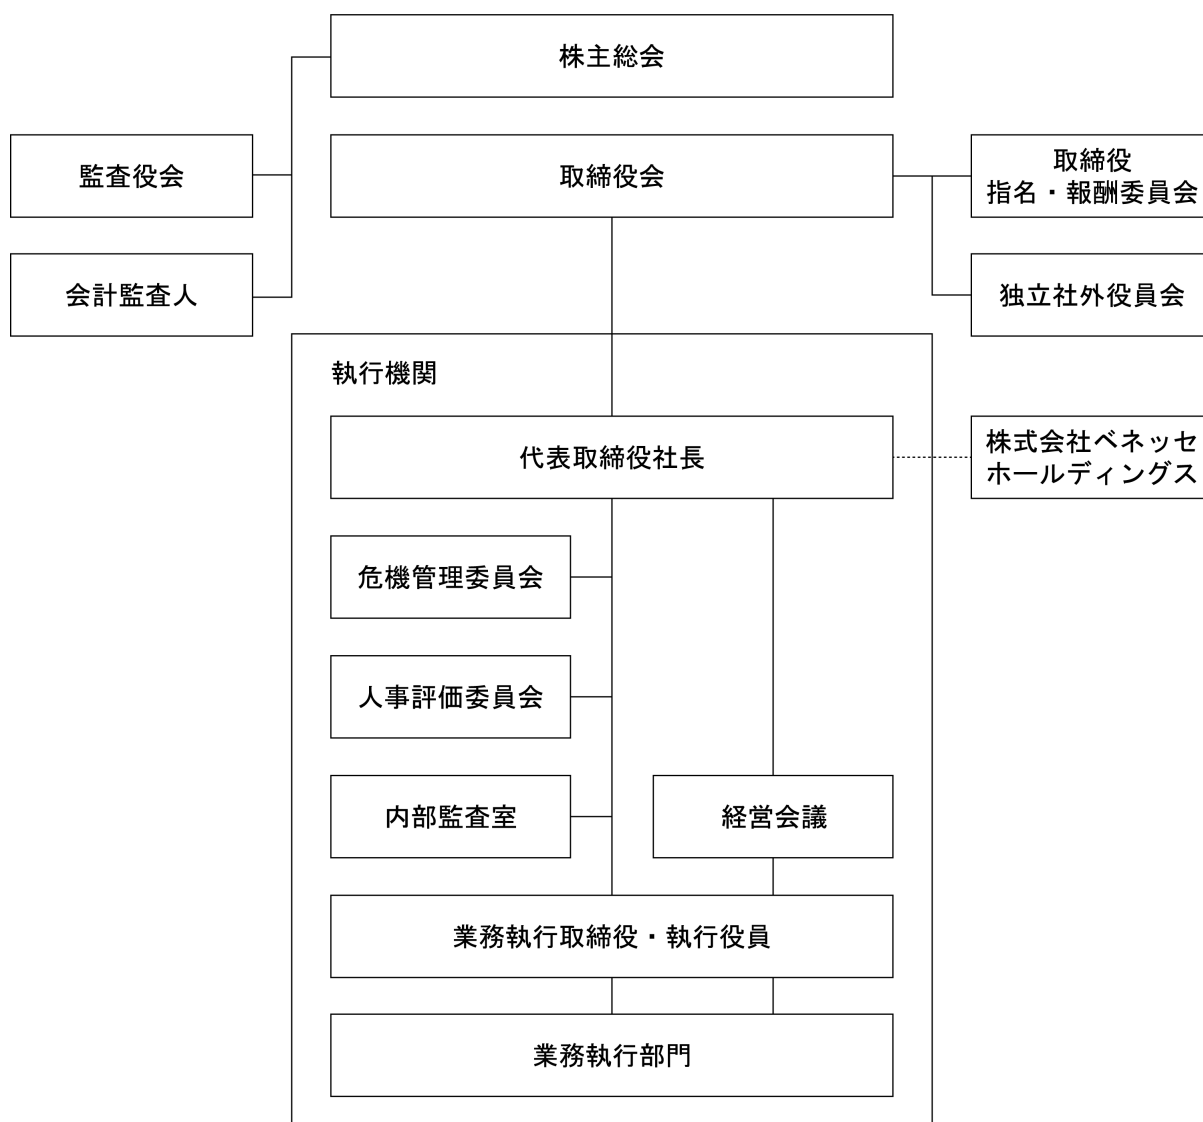 株主総会
監査役会
取締役会
取締役
指名・報酬委員会
会計監査人
独立社外役員会
執行機関
代表取締役社長
株式会社ベネッセ
ホールディングス
危機管理委員会
人事評価委員会
内部監査室
経営会議
業務執行取締役・執行役員
業務執行部門